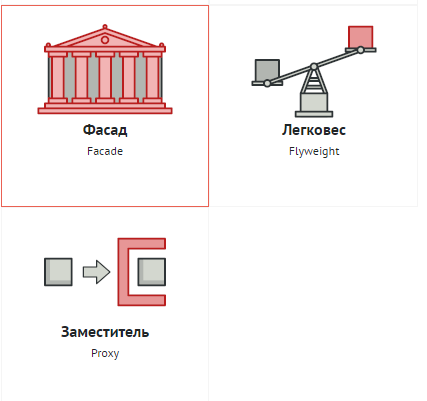 Фасад
Facade
Легковес
Flyweight
Заместитель
Proxy